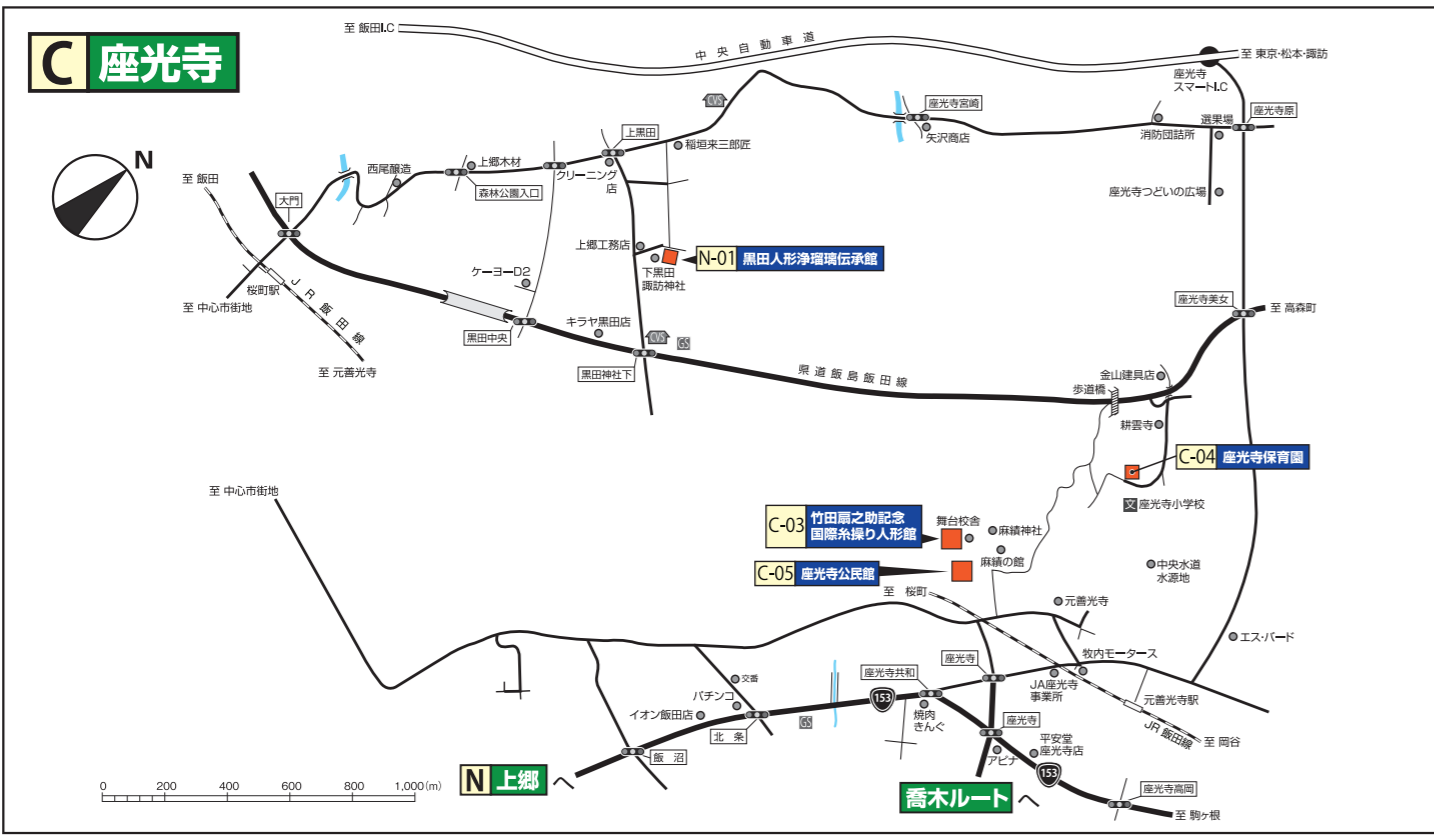 C 座光寺
至 飯田I.C
中央自動車道
至 東京・松本・諏訪
座光寺
スマートI.C
N
CVS
座光寺宮崎
矢沢商店
消防団詰所
選果場
座光寺原
座光寺つどいの広場
上黒田
稲垣来三郎匠
クリーニング
店
上郷木材
森林公園入口
西尾醸造
至 飯田
大門
桜町駅
至 中心市街地
JR飯田線
至 元善光寺
上郷工務店
下黒田
諏訪神社
N-01 黒田人形浄瑠璃伝承館
ケーヨーD2
黒田中央
キラヤ黒田店
CVS
GS
黒田神社下
県道飯島飯田線
座光寺美女
至 高森町
金山建具店
歩道橋
耕雲寺
C-04 座光寺保育園
文 座光寺小学校
至 中心市街地
C-03 竹田扇之助記念
国際糸操り人形館
舞台校舎
麻績神社
麻績の館
C-05 座光寺公民館
中央水道
水源地
至 桜町
元善光寺
エス・バード
牧内モータース
座光寺
座光寺共和
JA座光寺
事業所
元善光寺駅
JR飯田線
至 岡谷
交番
パチンコ
イオン飯田店
北条
GS
153
焼肉
きんぐ
座光寺
アピナ
平安堂
座光寺店
153
飯沼
N 上郷 へ
喬木ルート へ
座光寺高岡
至 駒ヶ根
0 200 400 600 800 1,000(m)